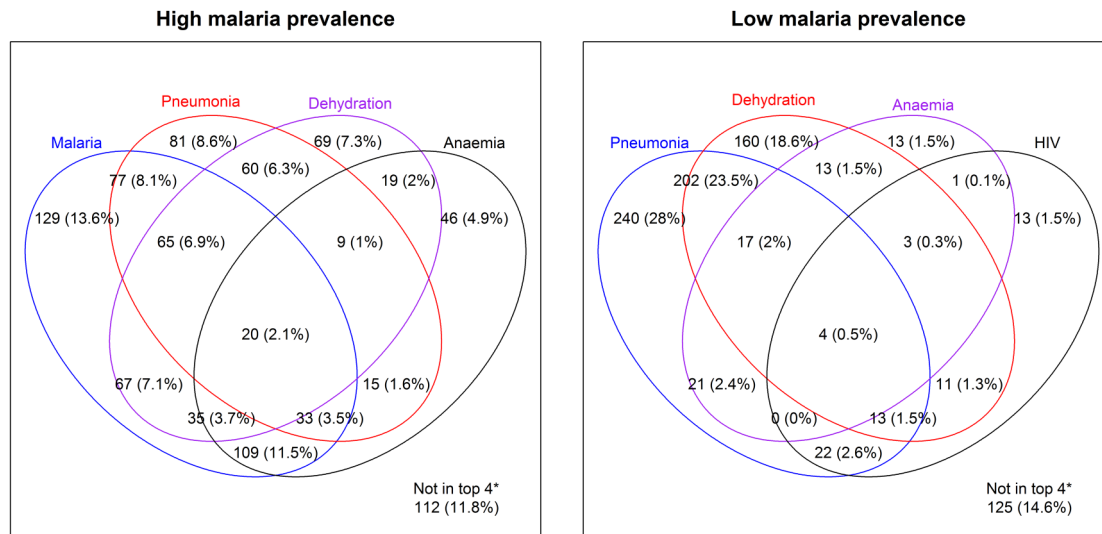 High malaria prevalence
Pneumonia
Dehydration
Malaria
Anaemia
81 (8.6%)
69 (7.3%)
60 (6.3%)
77 (8.1%)
19 (2%)
129 (13.6%)
46 (4.9%)
65 (6.9%)
9 (1%)
20 (2.1%)
67 (7.1%)
15 (1.6%)
35 (3.7%)
33 (3.5%)
109 (11.5%)
Not in top 4*
112 (11.8%)
Low malaria prevalence
Dehydration
Anaemia
Pneumonia
HIV
160 (18.6%)
13 (1.5%)
13 (1.5%)
202 (23.5%)
1 (0.1%)
240 (28%)
13 (1.5%)
17 (2%)
3 (0.3%)
4 (0.5%)
21 (2.4%)
11 (1.3%)
0 (0%)
13 (1.5%)
22 (2.6%)
Not in top 4*
125 (14.6%)